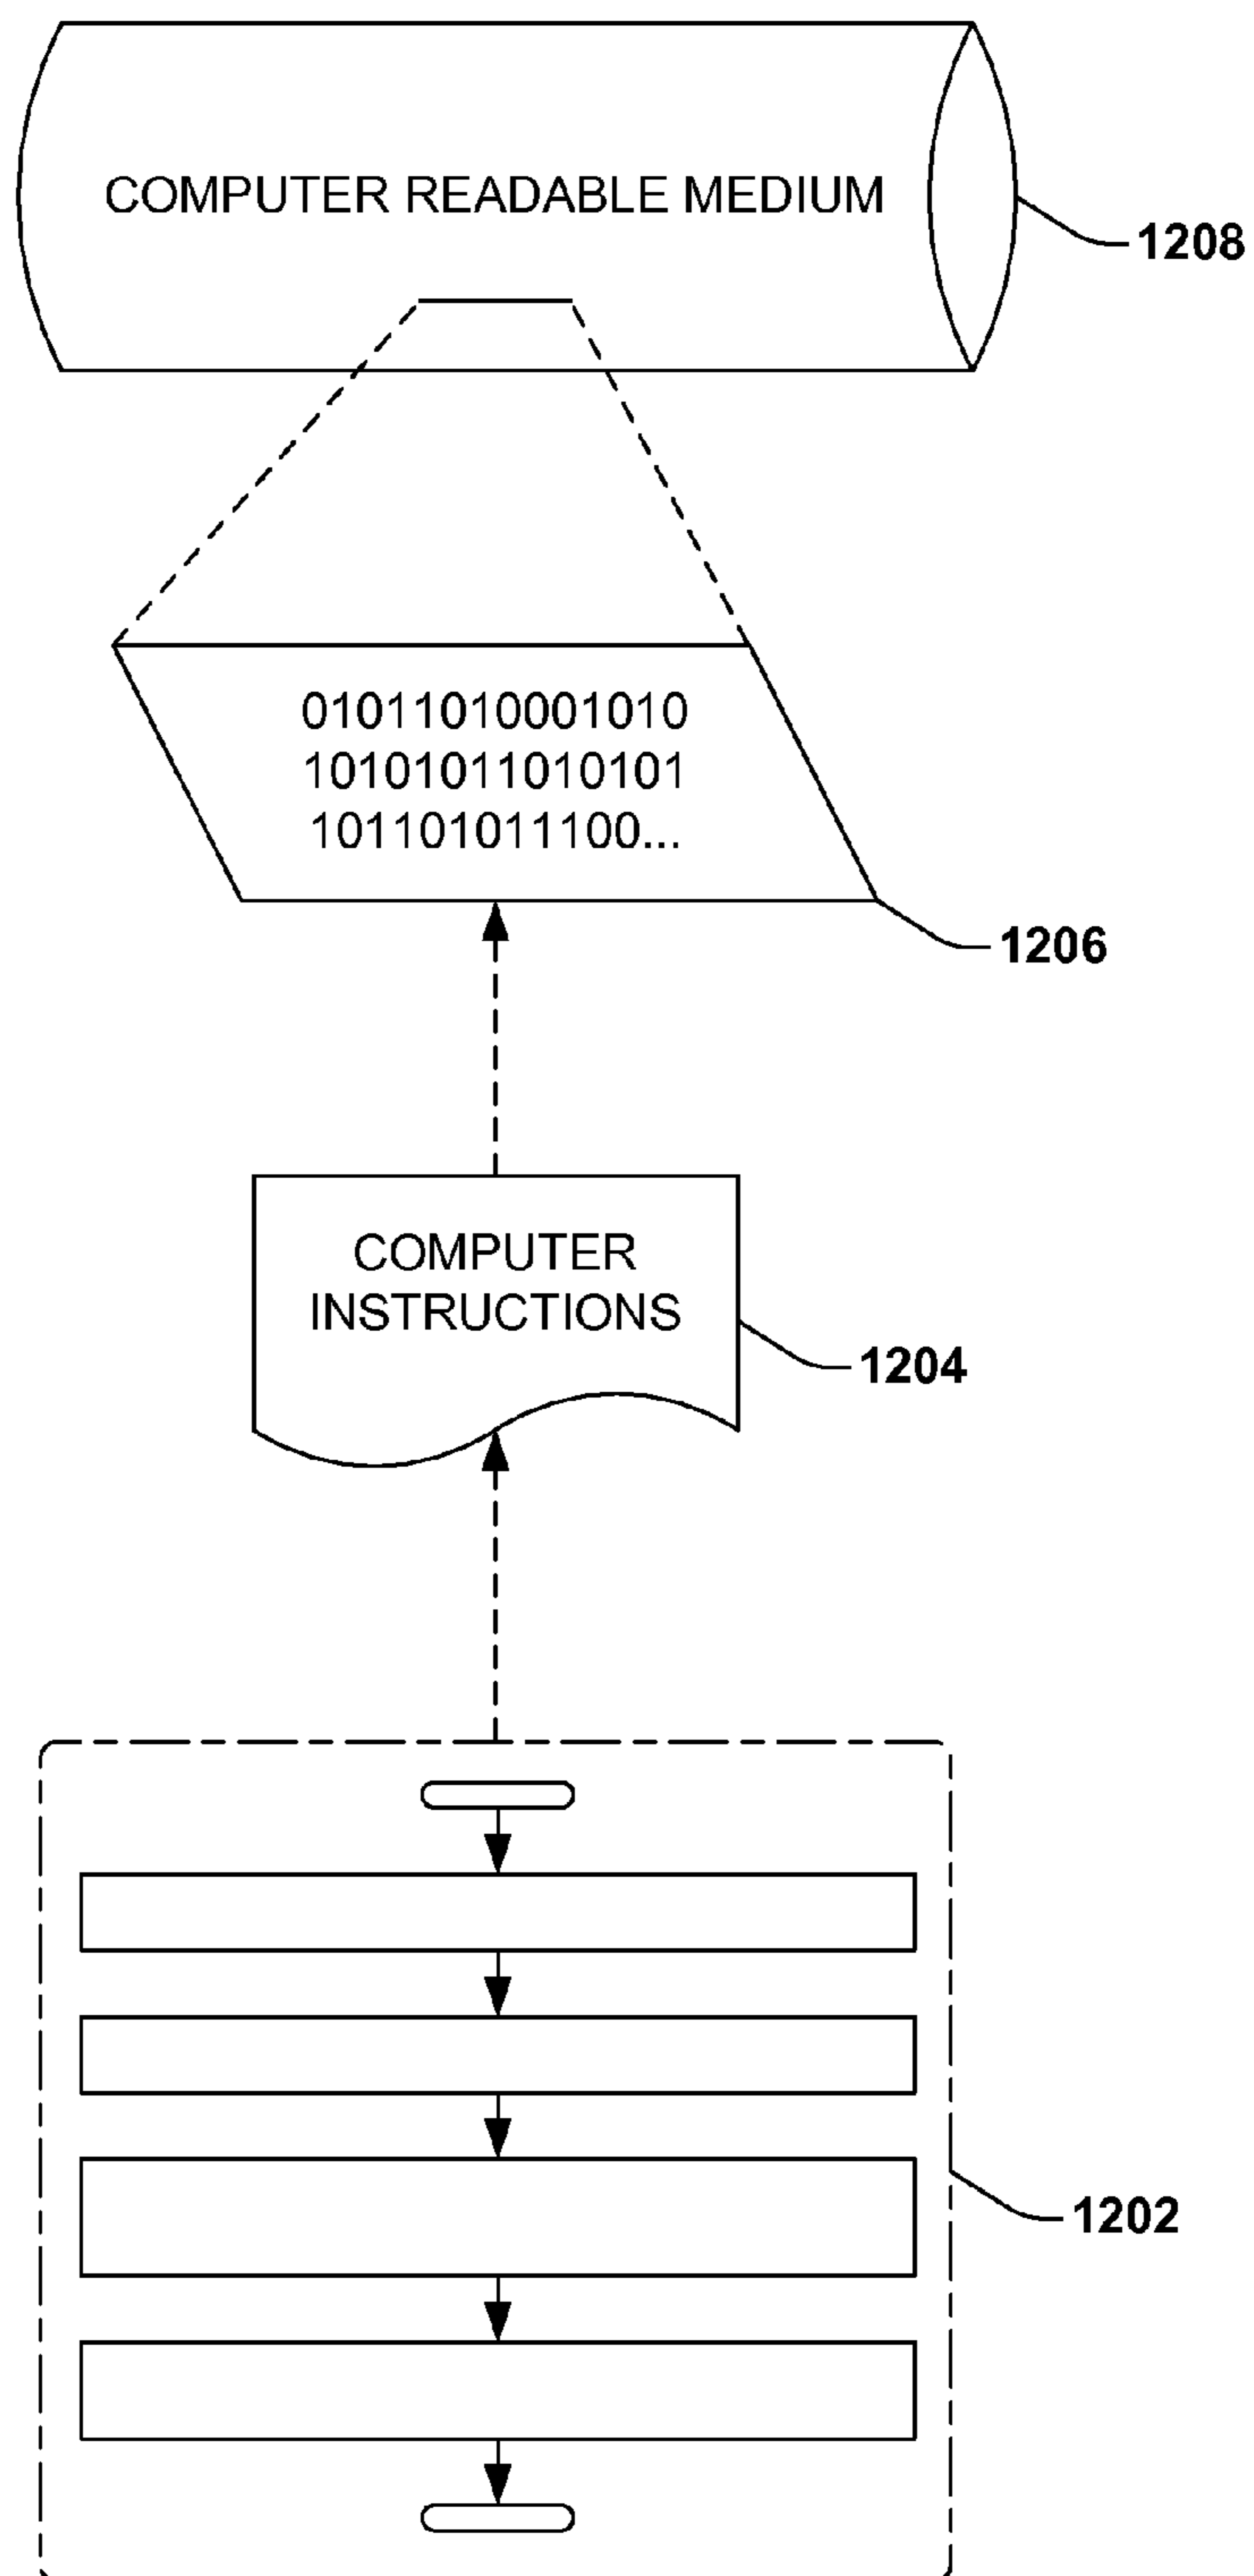 COMPUTER READABLE MEDIUM
1208
01011010001010
10101011010101
101101011100...
1206
COMPUTER
INSTRUCTIONS
1204
1202